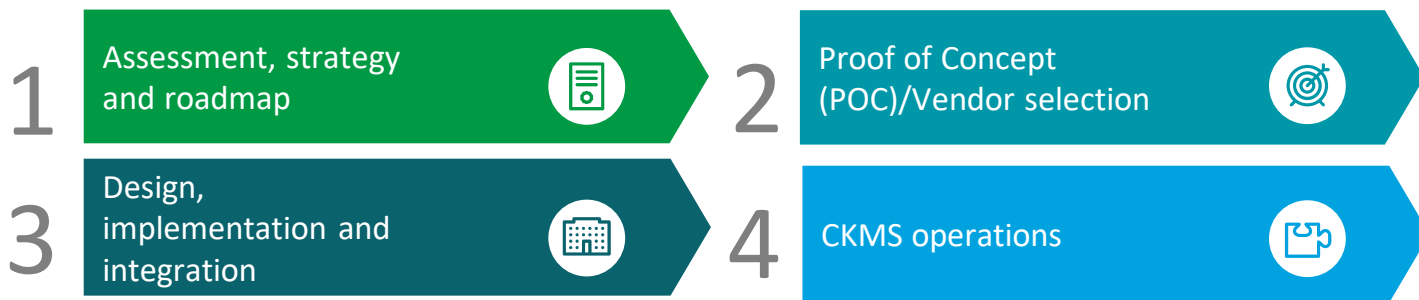 1
Assessment, strategy
and roadmap
2
Proof of Concept
(POC)/Vendor selection
3
Design,
implementation and
integration
4
CKMS operations